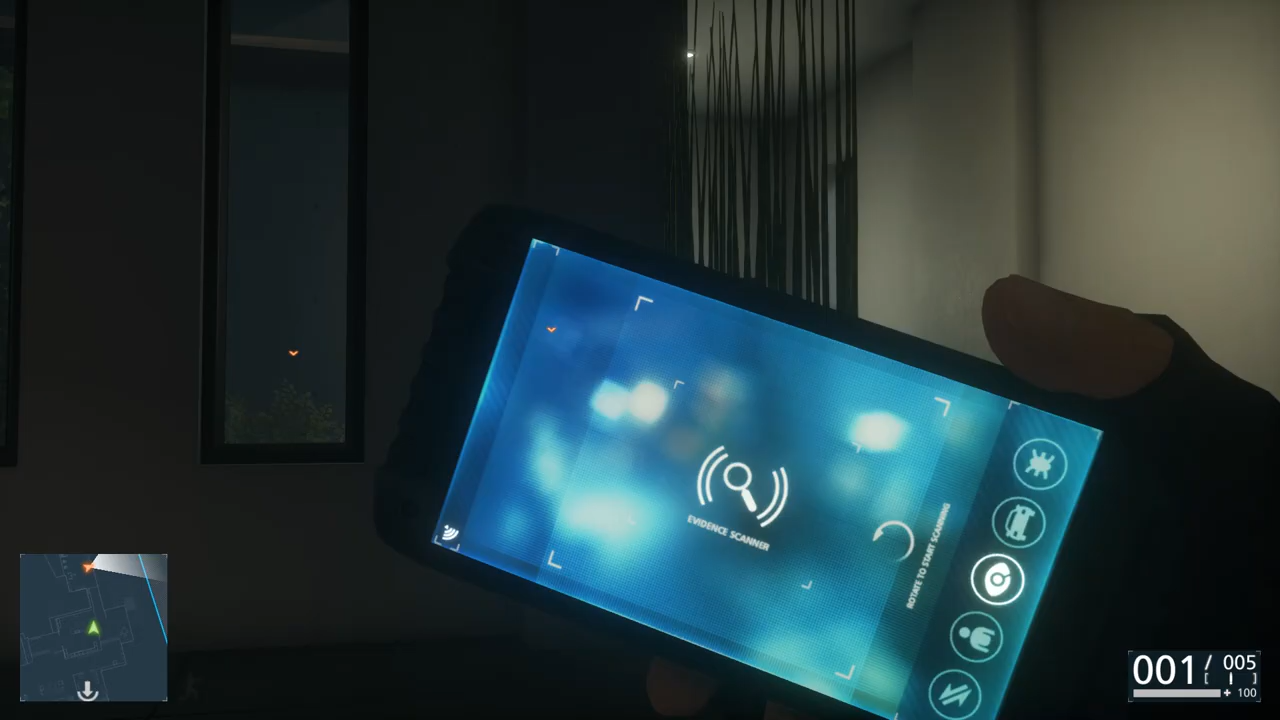 EVIDENCE SCANNER
ROTATE TO START SCANNING
001 / 005
+ 100